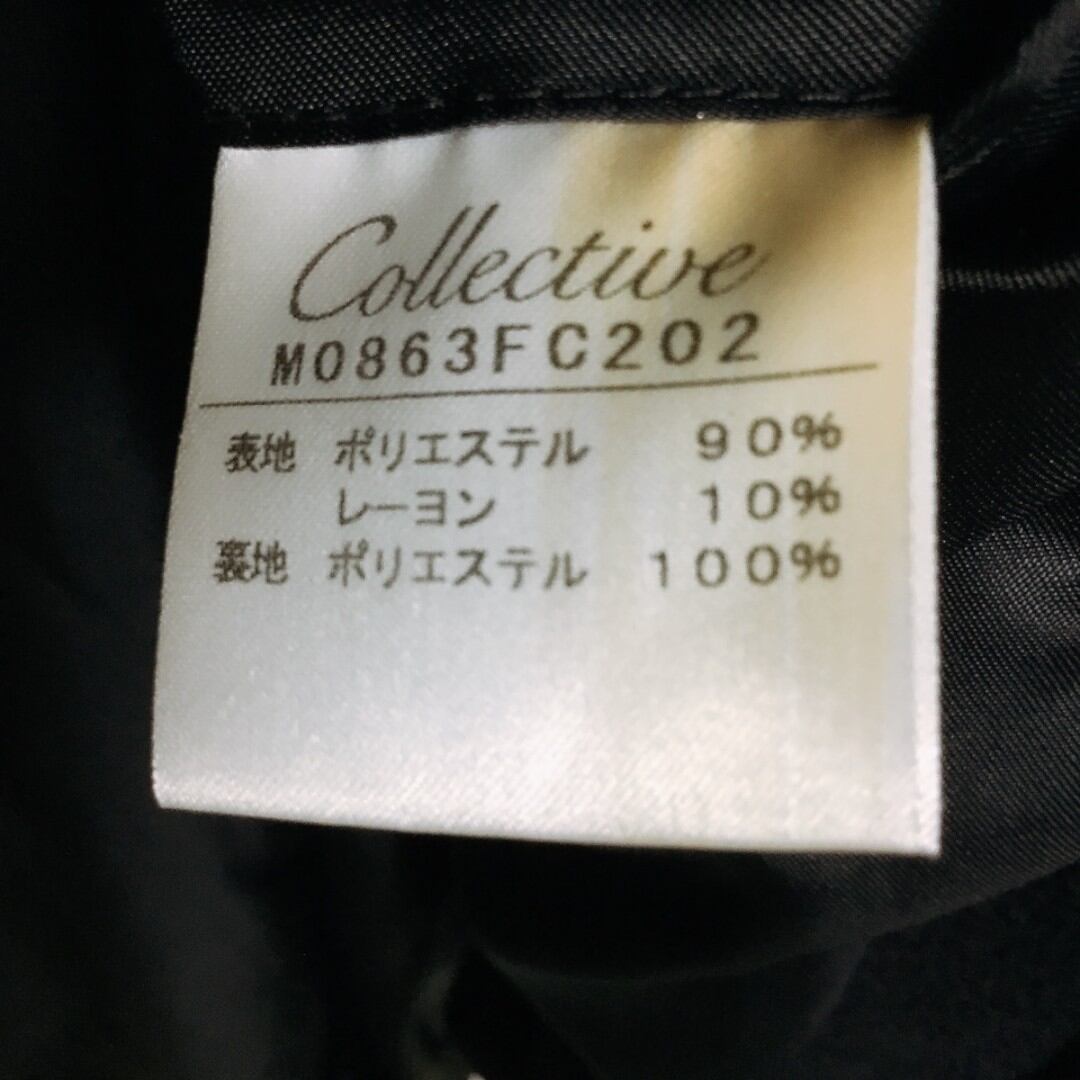 Collective
M0863FC202
表地 ポリエステル 90%
レーヨン 10%
裏地 ポリエステル 100%